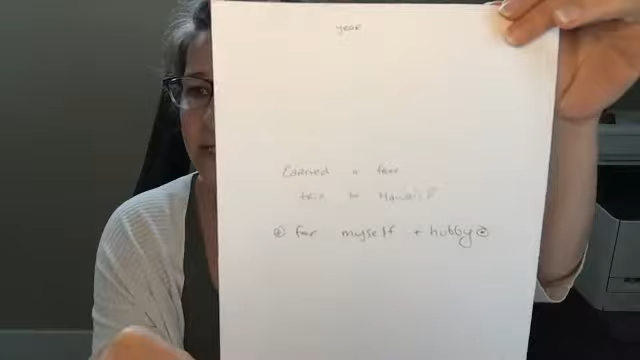 year
Earned a free
trip to Hawaii!!
☺ for myself + hubby ☺